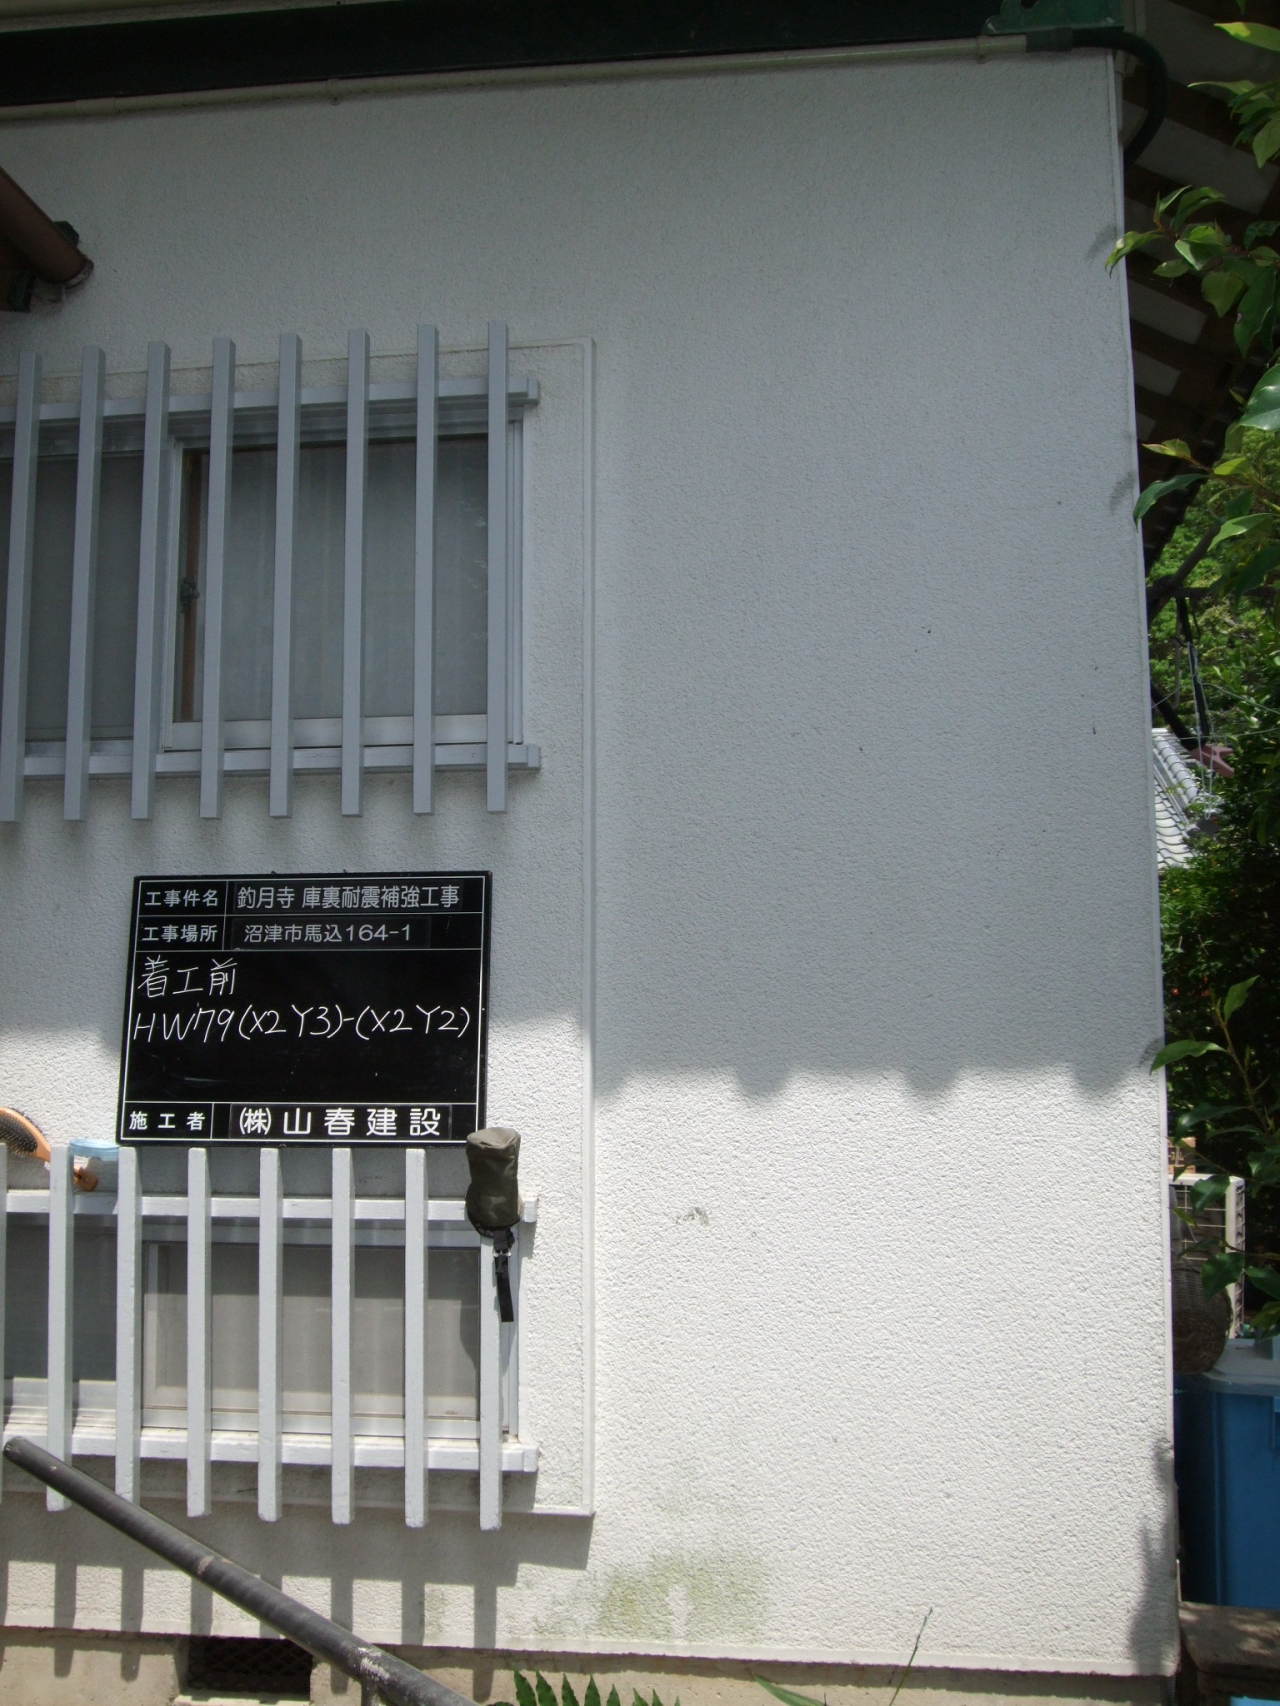 工事件名 釣月寺 庫裏耐震補強工事
工事場所 沼津市馬込164-1
着工前
HW79(X2Y3)-(X2Y2)
施工者 ㈱山春建設